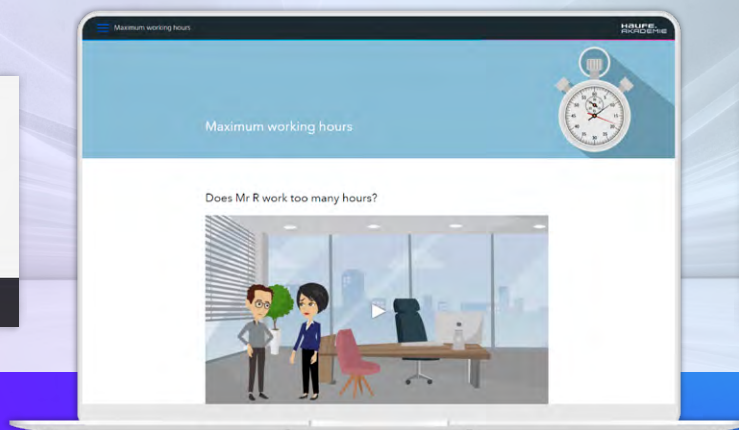 Maximum working hours
HAUFE.
AKADEMIE
Maximum working hours
Does Mr R work too many hours?